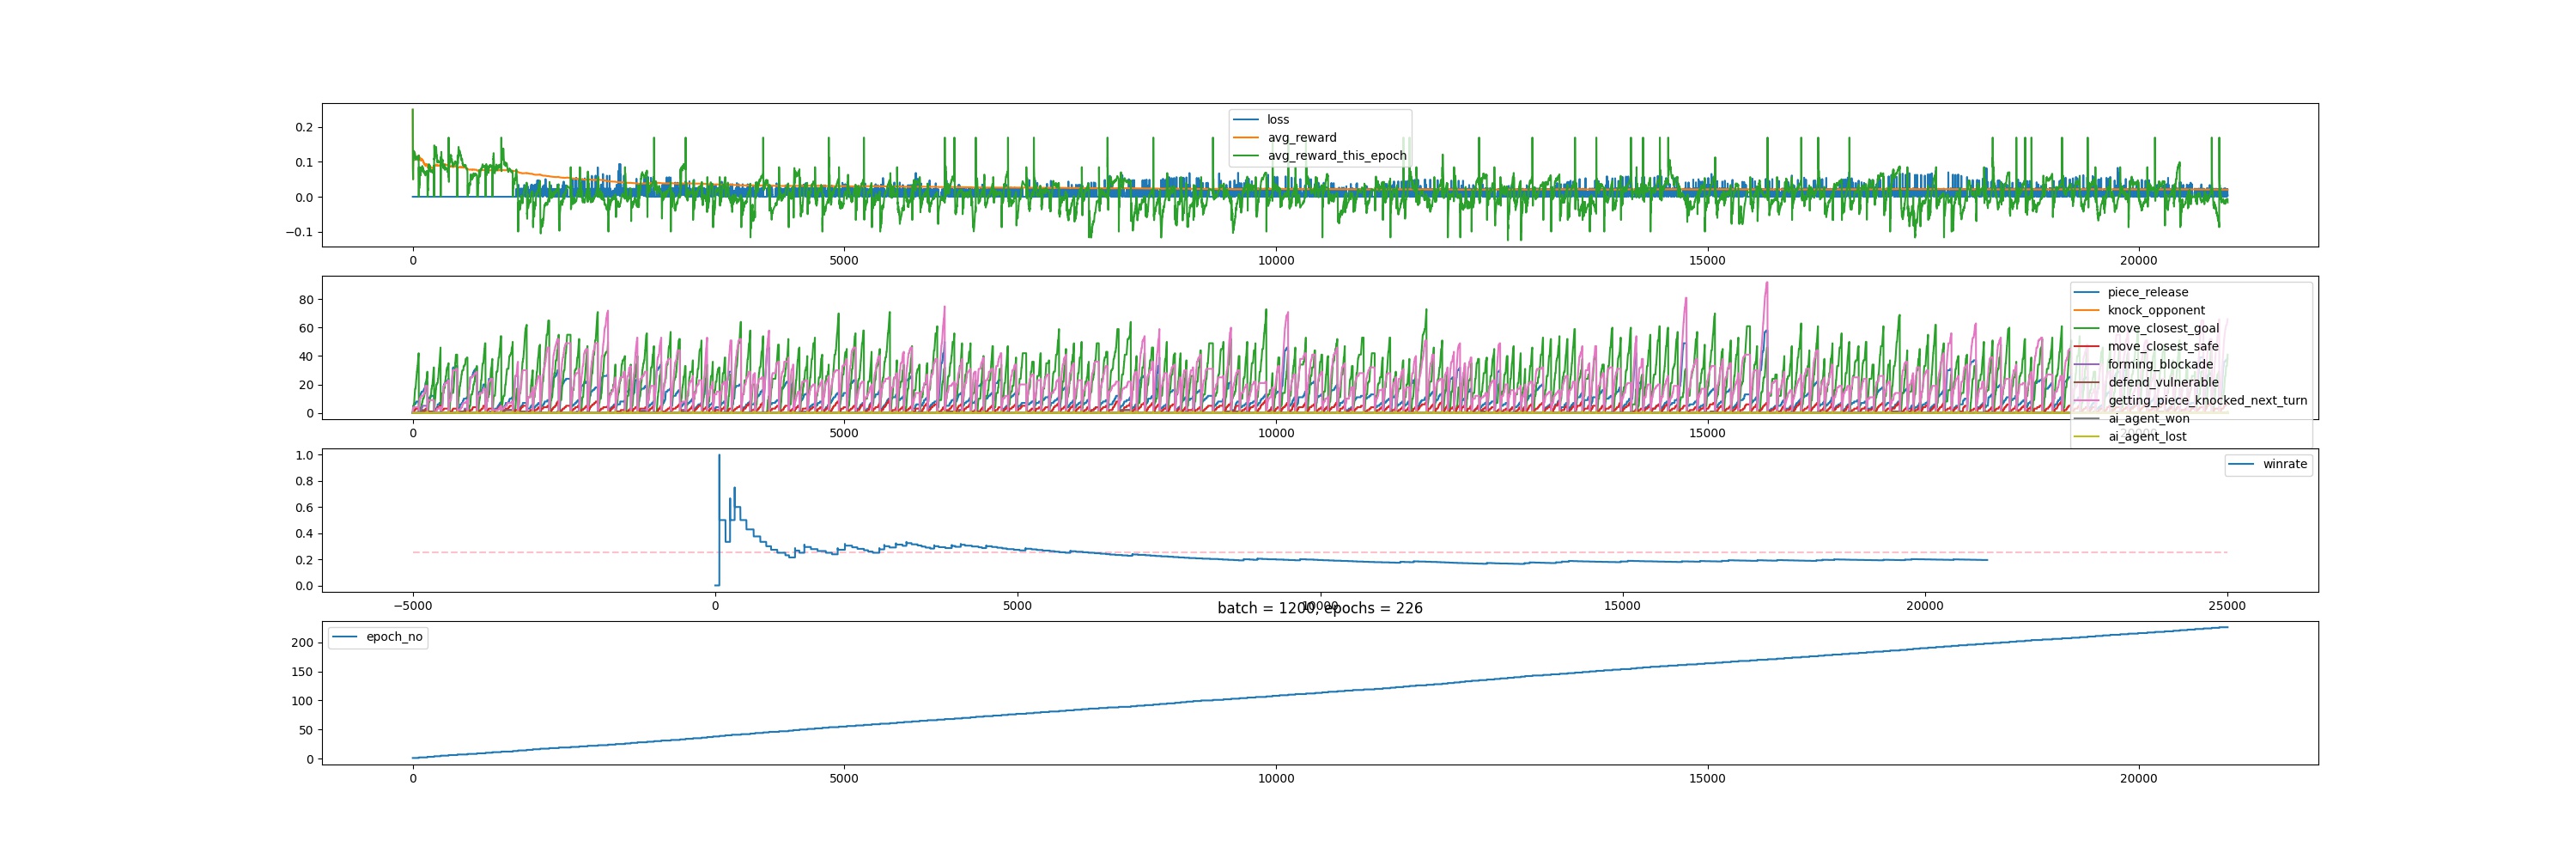 0.2
0.1
0.0
−0.1
loss
avg_reward
avg_reward_this_epoch
0 5000 10000 15000 20000
80
60
40
20
0
piece_release
knock_opponent
move_closest_goal
move_closest_safe
forming_blockade
defend_vulnerable
getting_piece_knocked_next_turn
ai_agent_won
ai_agent_lost
0 5000 10000 15000 20000
1.0
0.8
0.6
0.4
0.2
0.0
winrate
−5000 0 5000 10000 15000 20000 25000
batch = 1200, epochs = 226
200
150
100
50
0
epoch_no
0 5000 10000 15000 20000